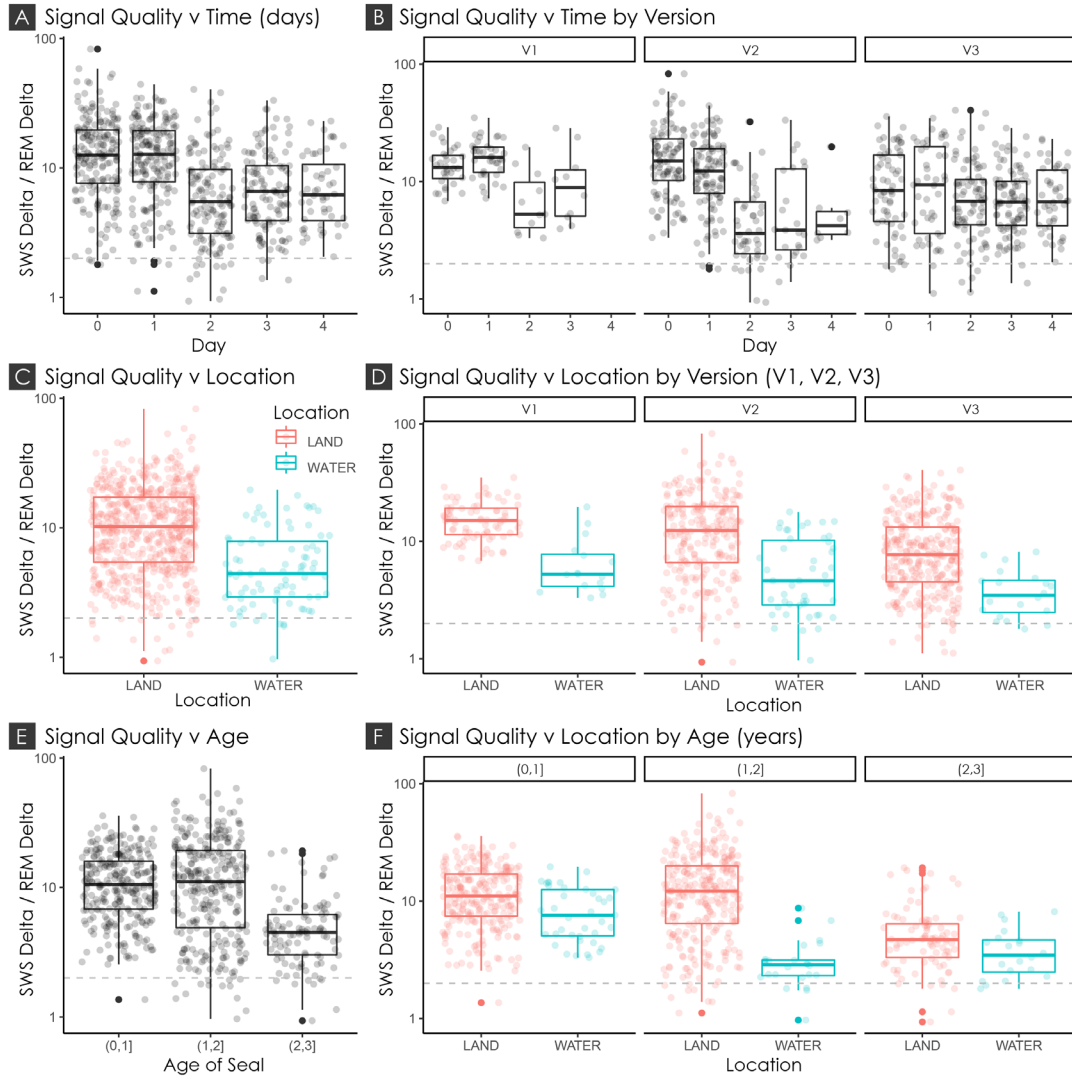 A Signal Quality v Time (days)
SWS Delta / REM Delta
100
10
1
0 1 2 3 4
Day
B Signal Quality v Time by Version
V1 V2 V3
SWS Delta / REM Delta
100
10
1
0 1 2 3 4 0 1 2 3 4 0 1 2 3 4
Day Day Day
C Signal Quality v Location
SWS Delta / REM Delta
100
10
1
Location
LAND
WATER
LAND WATER
Location
D Signal Quality v Location by Version (V1, V2, V3)
V1 V2 V3
SWS Delta / REM Delta
100
10
1
LAND WATER LAND WATER LAND WATER
Location
E Signal Quality v Age
SWS Delta / REM Delta
100
10
1
(0,1] (1,2] (2,3]
Age of Seal
F Signal Quality v Location by Age (years)
(0,1] (1,2] (2,3]
SWS Delta / REM Delta
100
10
1
LAND WATER LAND WATER LAND WATER
Location